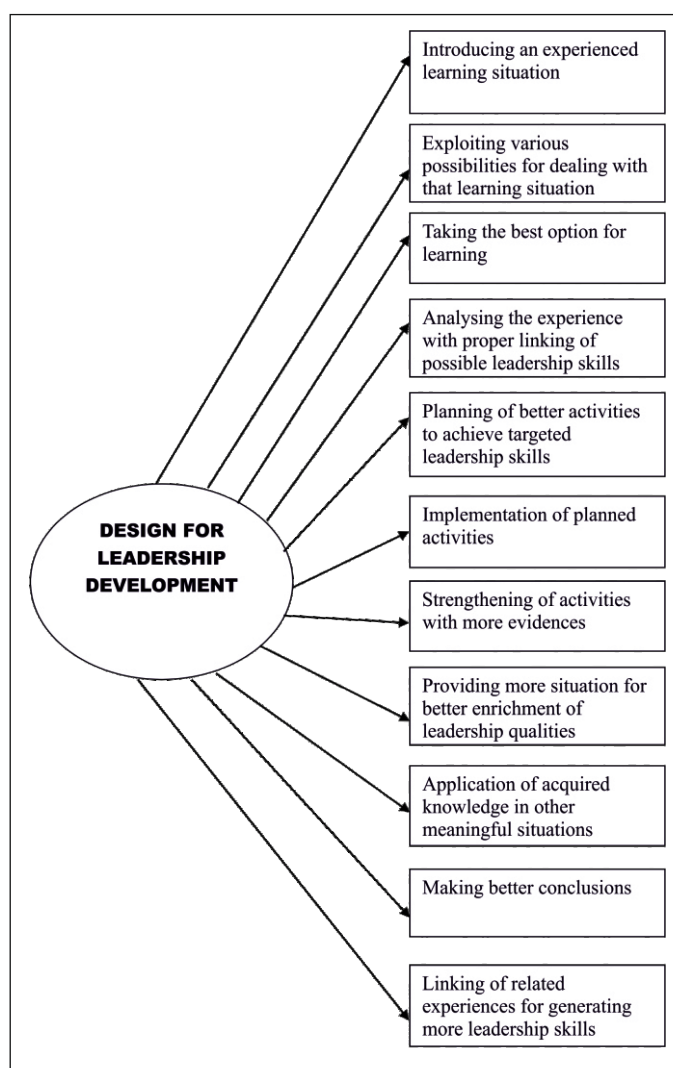 Introducing an experienced
learning situation
Exploiting various
possibilities for dealing with
that learning situation
Taking the best option for
learning
Analysing the experience
with proper linking of
possible leadership skills
Planning of better activities
to achieve targeted
leadership skills
DESIGN FOR
LEADERSHIP
DEVELOPMENT
Implementation of planned
activities
Strengthening of activities
with more evidences
Providing more situation for
better enrichment of
leadership qualities
Application of acquired
knowledge in other
meaningful situations
Making better conclusions
Linking of related
experiences for generating
more leadership skills